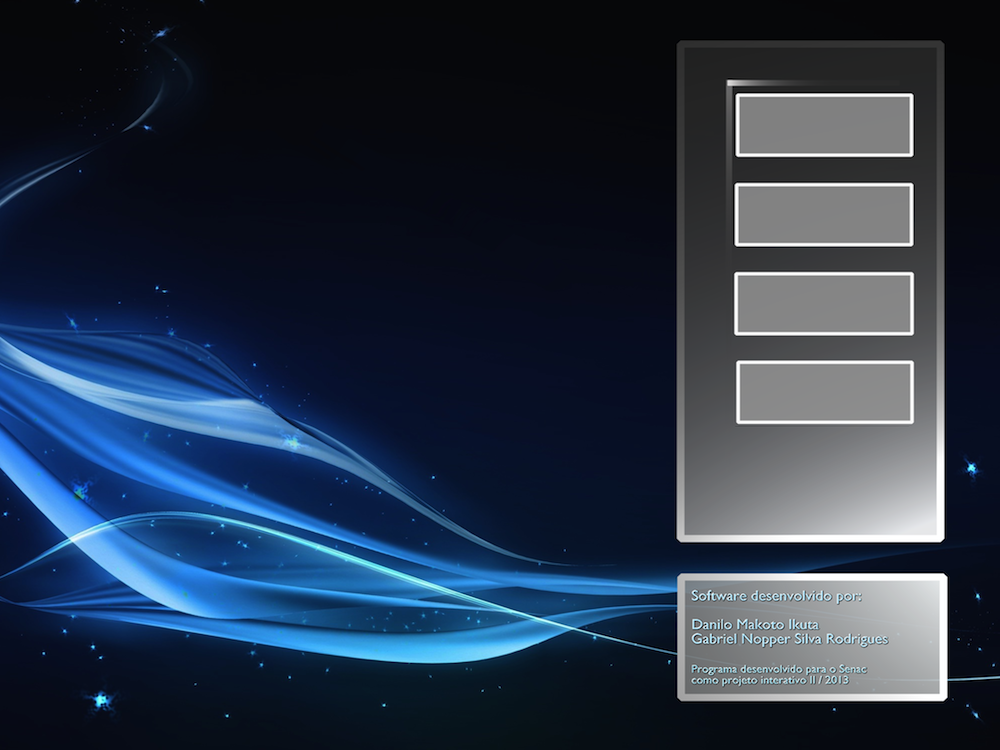 Software desenvolvido por:
Danilo Makoto Ikuta
Gabriel Nopper Silva Rodrigues
Programa desenvolvido para o Senac
como projeto interativo II / 2013